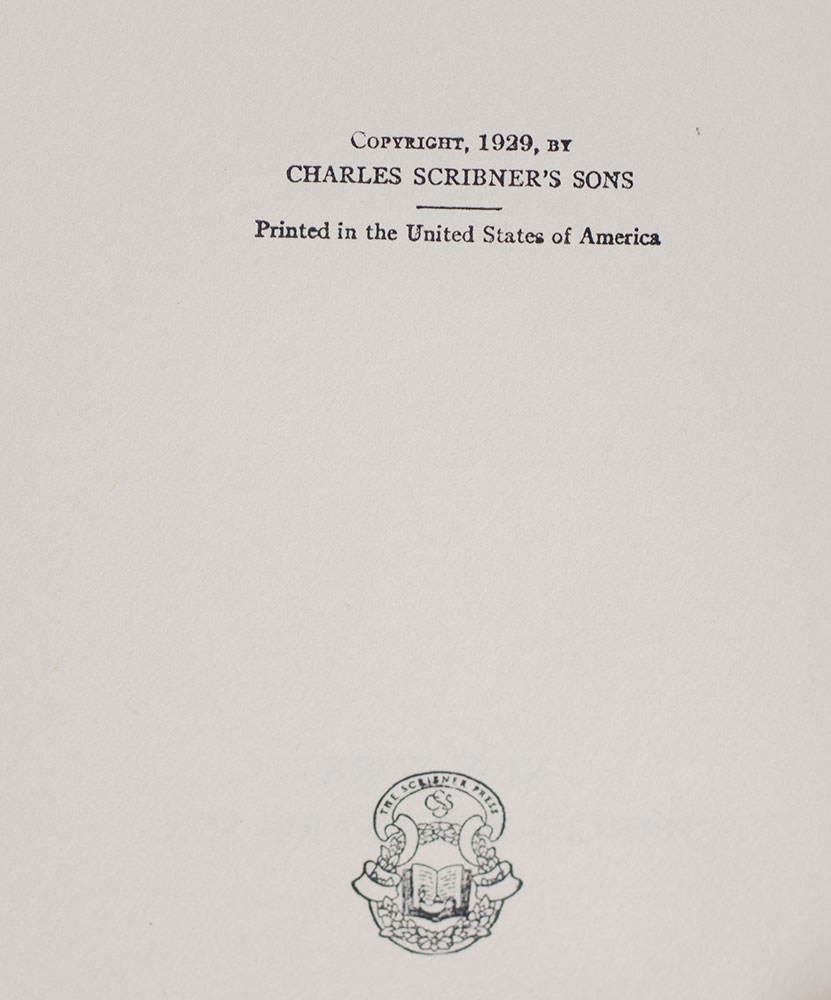 COPYRIGHT, 1929, BY
CHARLES SCRIBNER'S SONS
Printed in the United States of America
THE SCRIBNER PRESS
CSS